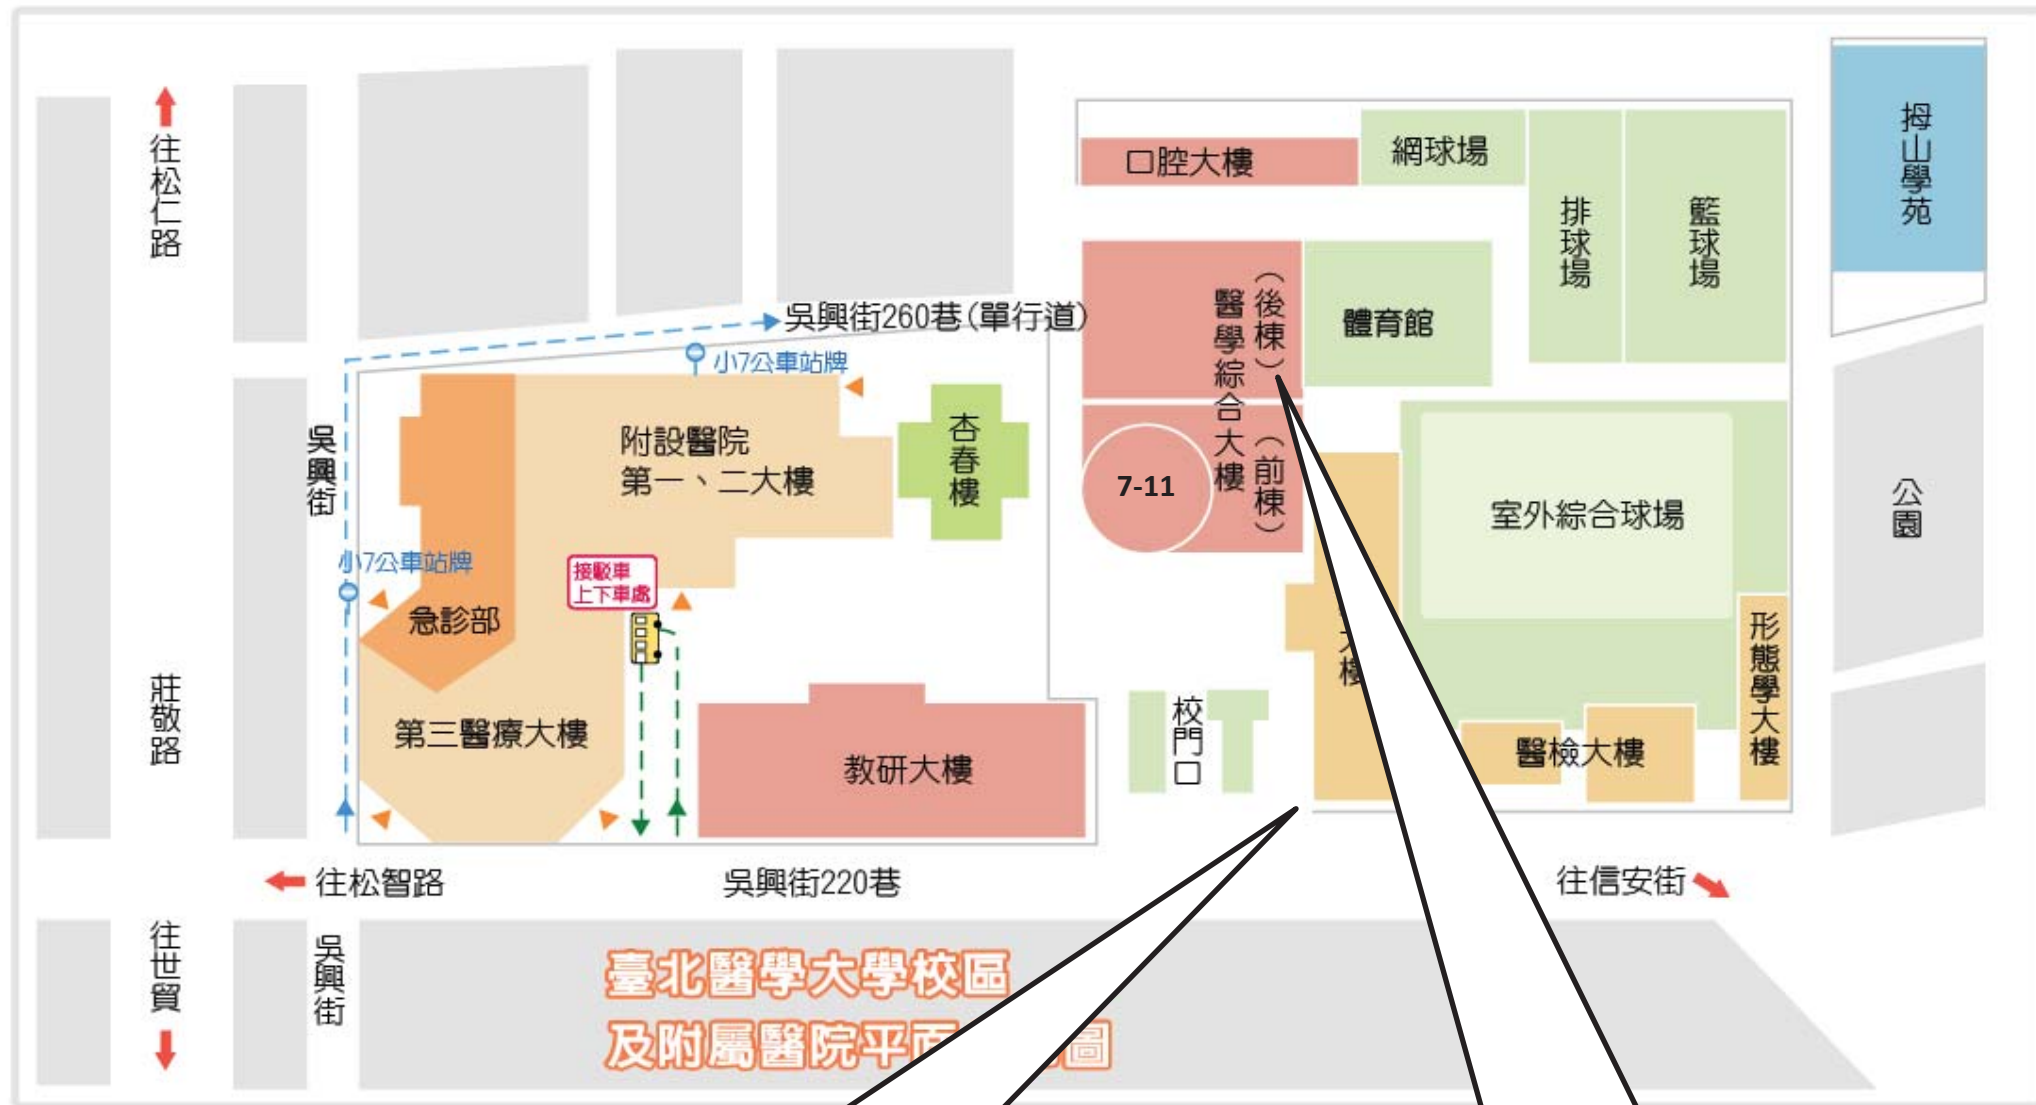 往松仁路
口腔大樓
網球場
排球場
籃球場
拇山學苑
醫學綜合大樓
（後棟）
（前棟）
體育館
吳興街260巷(單行道)
小7公車站牌
吳興街
附設醫院
第一、二大樓
杏春樓
7-11
室外綜合球場
公園
小7公車站牌
接駁車
上下車處
急診部
大樓
形態學大樓
莊敬路
第三醫療大樓
教研大樓
校門口
醫檢大樓
往松智路
吳興街220巷
往信安街
往世貿
吳興街
臺北醫學大學校區
及附屬醫院平面
圖